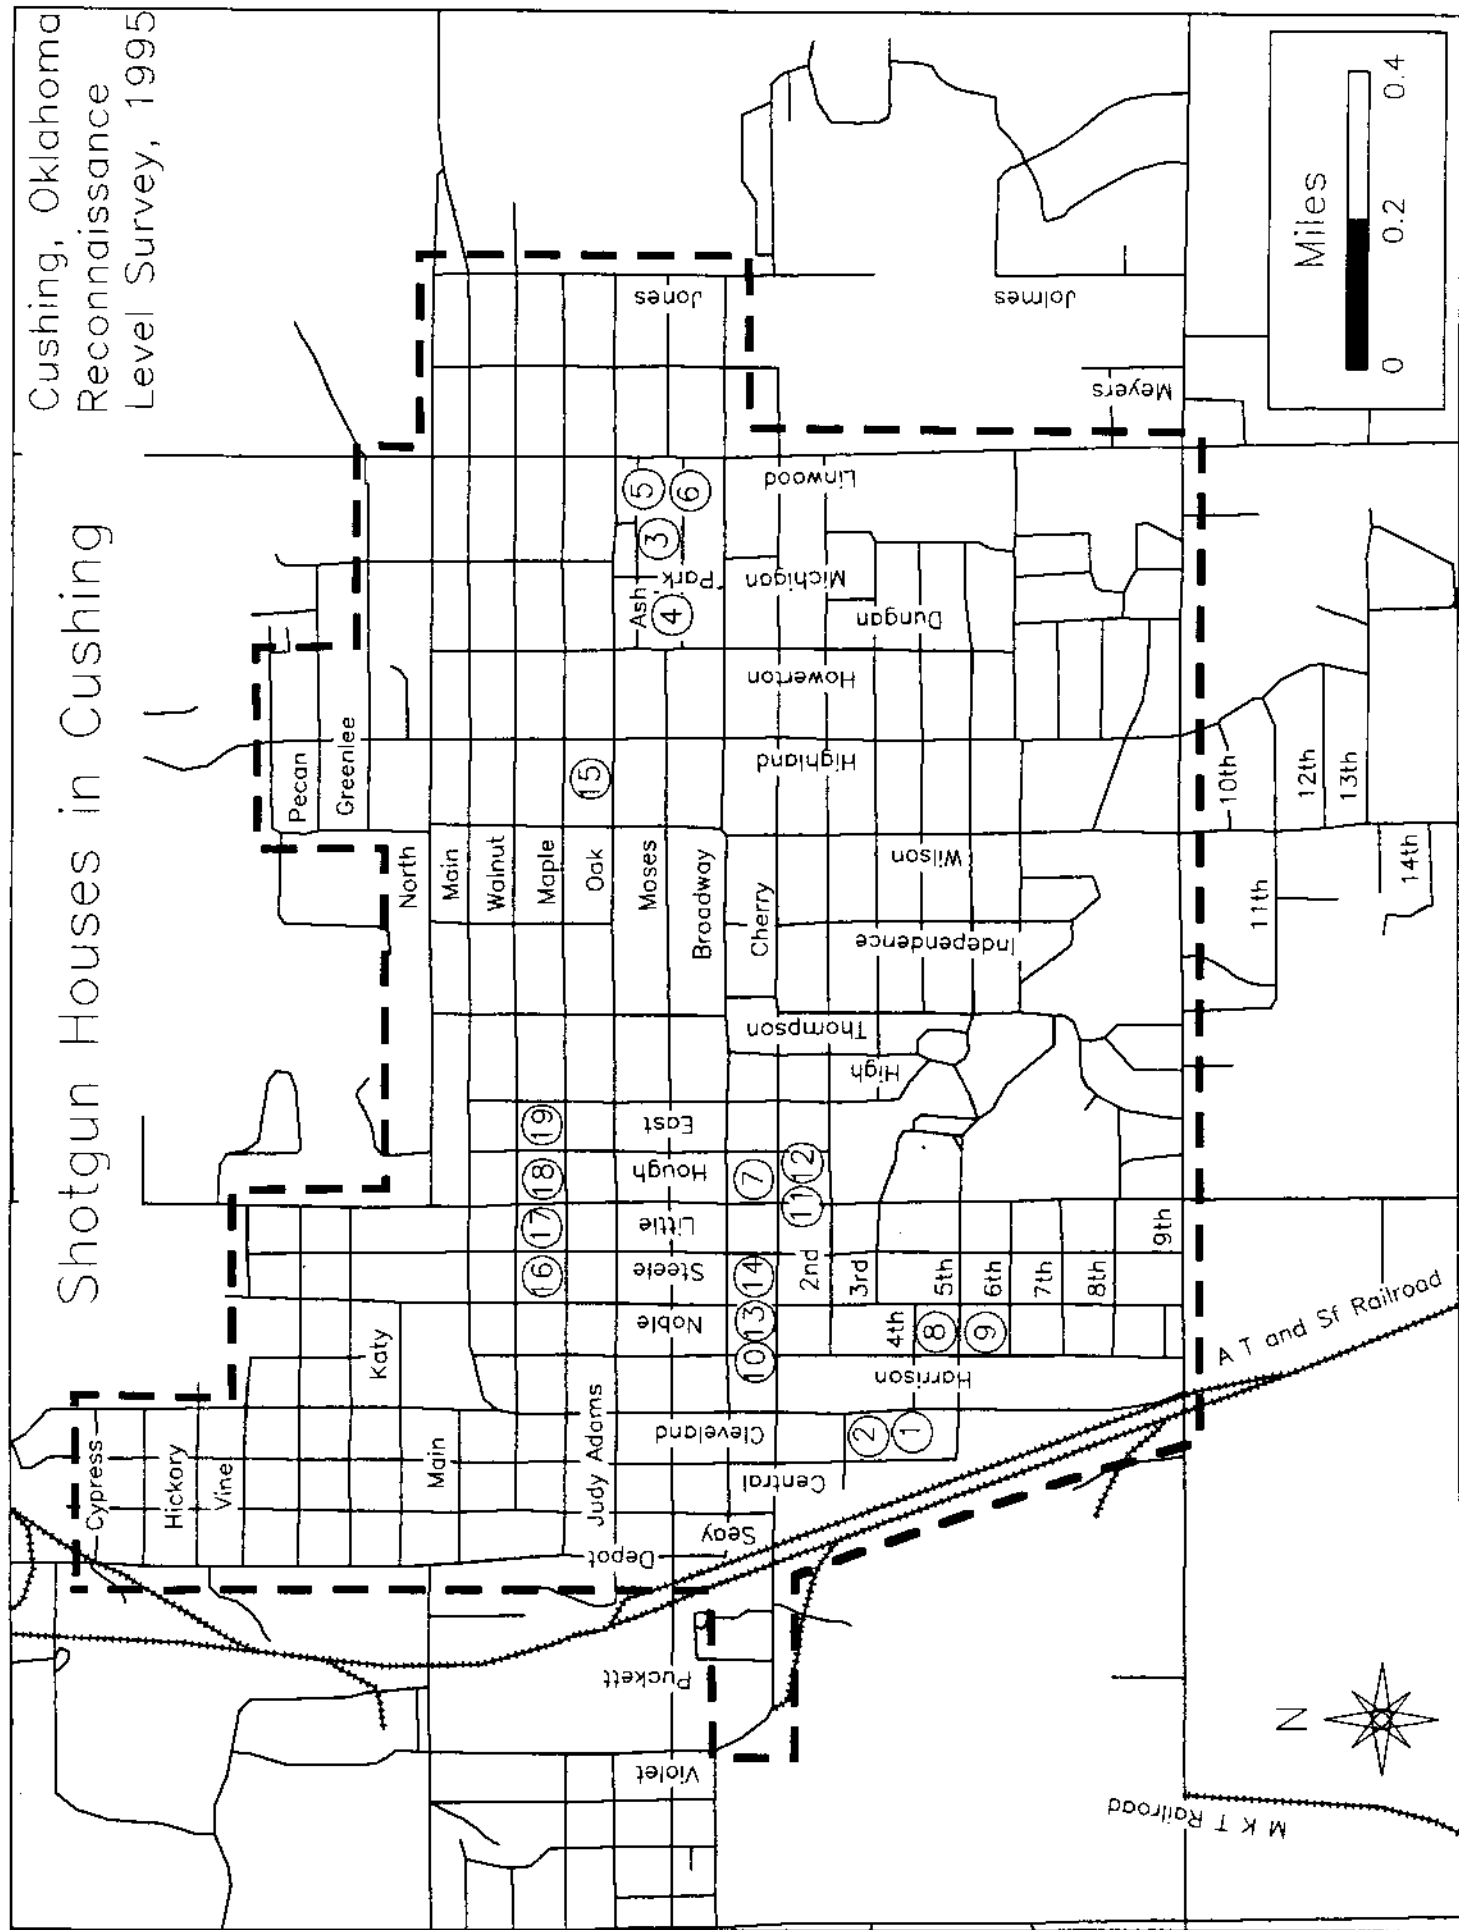 Shotgun Houses in Cushing
Cushing, Oklahoma
Reconnaissance
Level Survey, 1995
Cypress
Hickory
Vine
Katy
Main
Judy Adams
Depot
Seay
Central
Cleveland
Harrison
Noble
Steele
Little
Hough
East
High
Thompson
Independence
Wilson
Highland
Howerton
Dungan
Michigan
Park
Ash
Linwood
Meyers
Jones
Jolmes
Pecan
Greenlee
North
Main
Walnut
Maple
Oak
Moses
Broadway
Cherry
2nd
3rd
4th
5th
6th
7th
8th
9th
10th
11th
12th
13th
14th
Puckett
Violet
1
2
3
4
5
6
7
8
9
10
11
12
13
14
15
16
17
18
19
A T and Sf Railroad
M K T Railroad
N
Miles
0 0.2 0.4